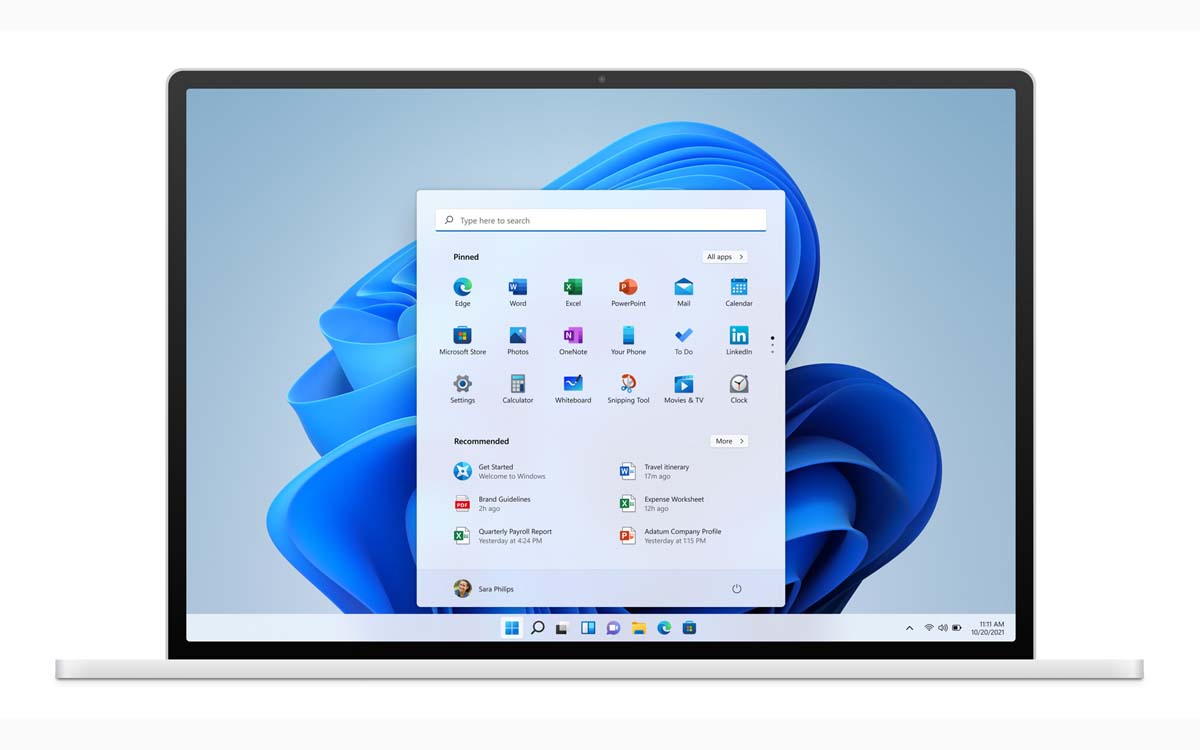 Type here to search
Pinned
All apps
Edge
Word
Excel
PowerPoint
Mail
Calendar
Microsoft Store
Photos
OneNote
Your Phone
To Do
LinkedIn
Settings
Calculator
Whiteboard
Snipping Tool
Movies & TV
Clock
Recommended
More
Get Started
Welcome to Windows
Travel itinerary
17m ago
Brand Guidelines
2h ago
Expense Worksheet
12h ago
Quarterly Payroll Report
Yesterday at 4:24 PM
Adatum Company Profile
Yesterday at 1:15 PM
Sara Philips
11:11 AM
10/20/2021
W
X
P
N
in
W
PDF
X
X
P